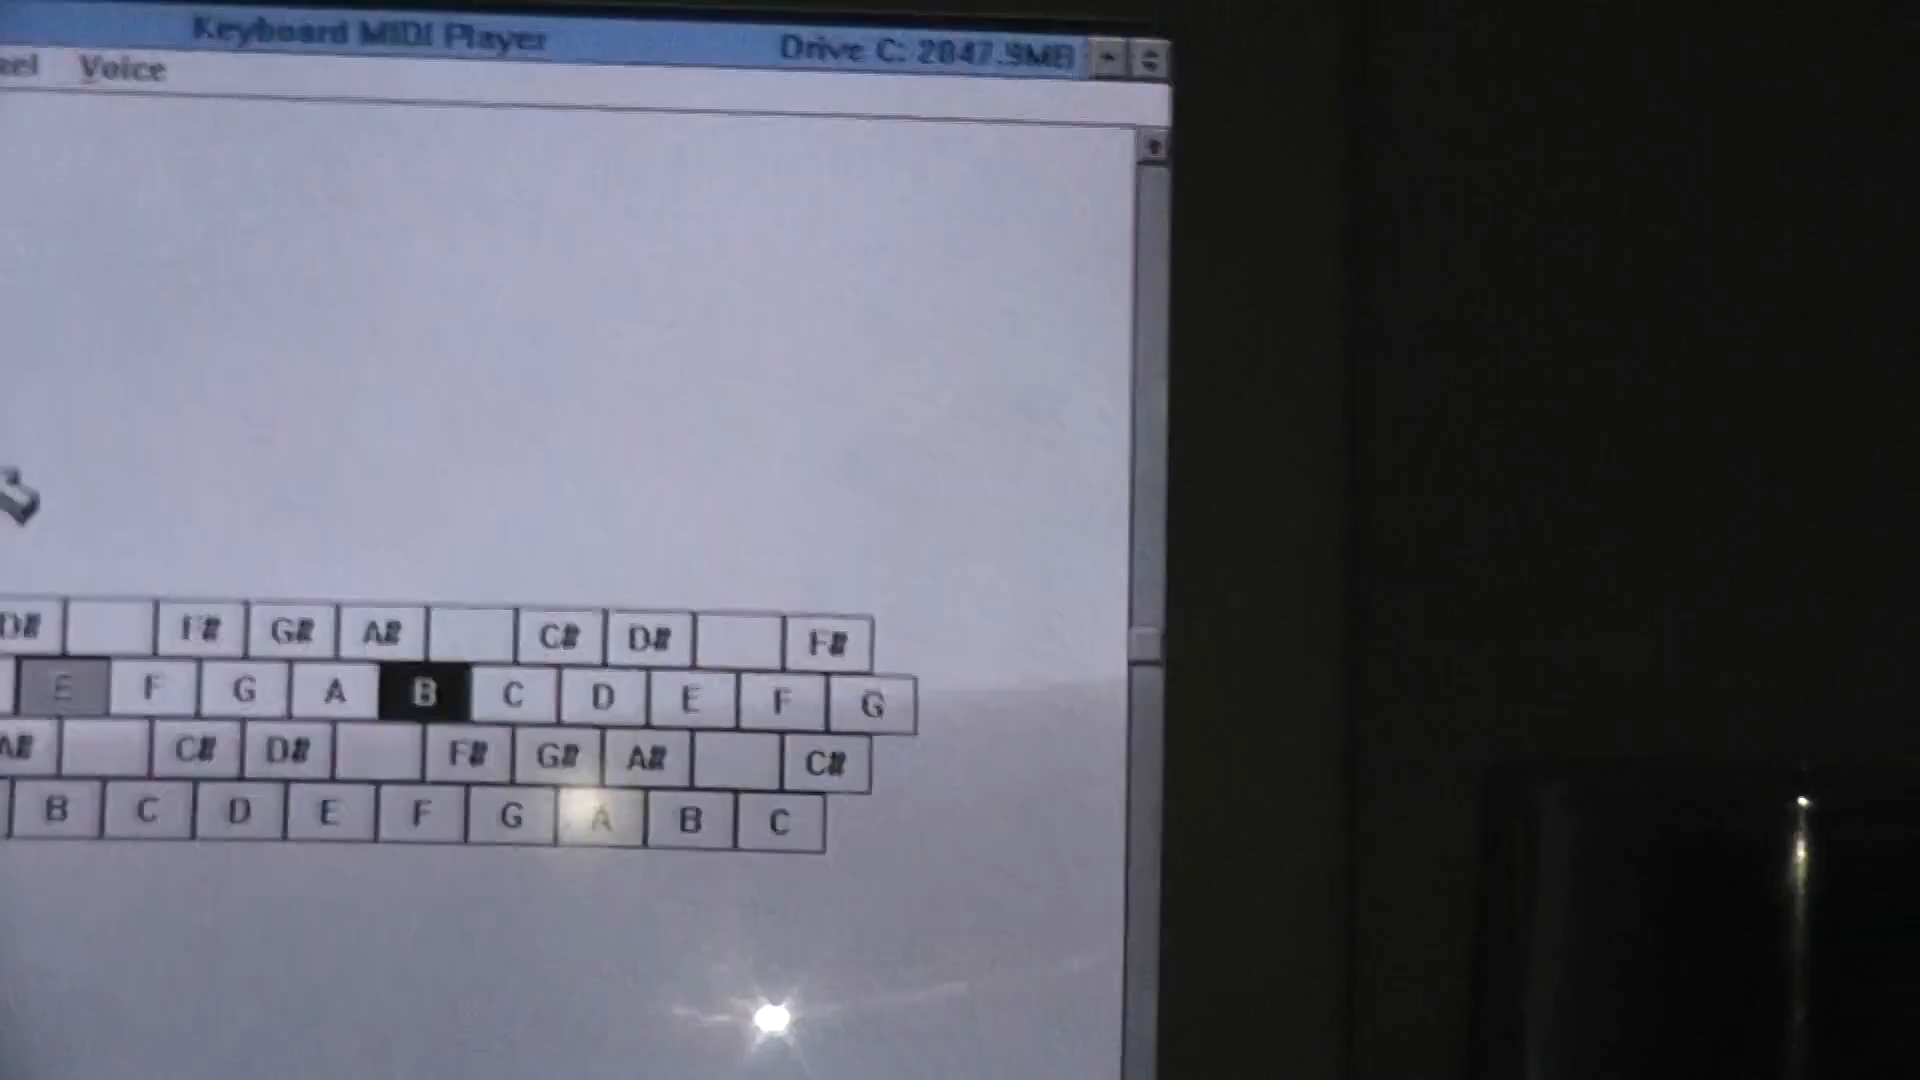 Keyboard MIDI Player Drive C: 2047.9MB
Voice
D# F# G# A# C# D# F#
E F G A B C D E F G
A# C# D# F# G# A# C#
B C D E F G A B C